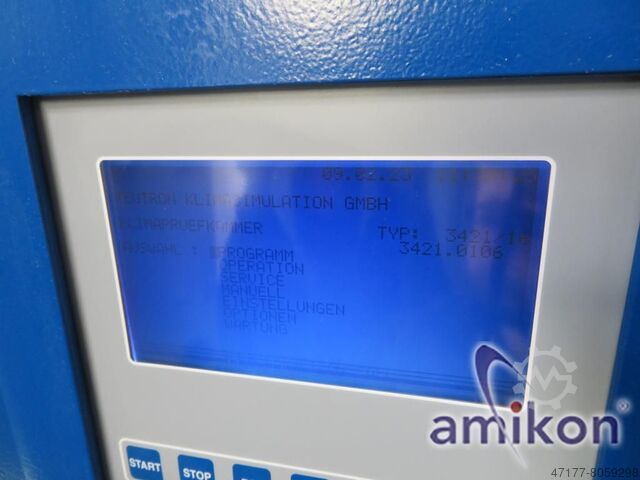 09.02.23
FEUTRON KLIMASIMULATION GMBH
KLIMAPRUEFKAMMER TYP: 3421/16
3421.0106
AUSWAHL : PROGRAMM
OPERATION
SERVICE
MANUELL
EINSTELLUNGEN
OPTIONEN
WARTUNG
amikon®
START STOP
47177-8059298